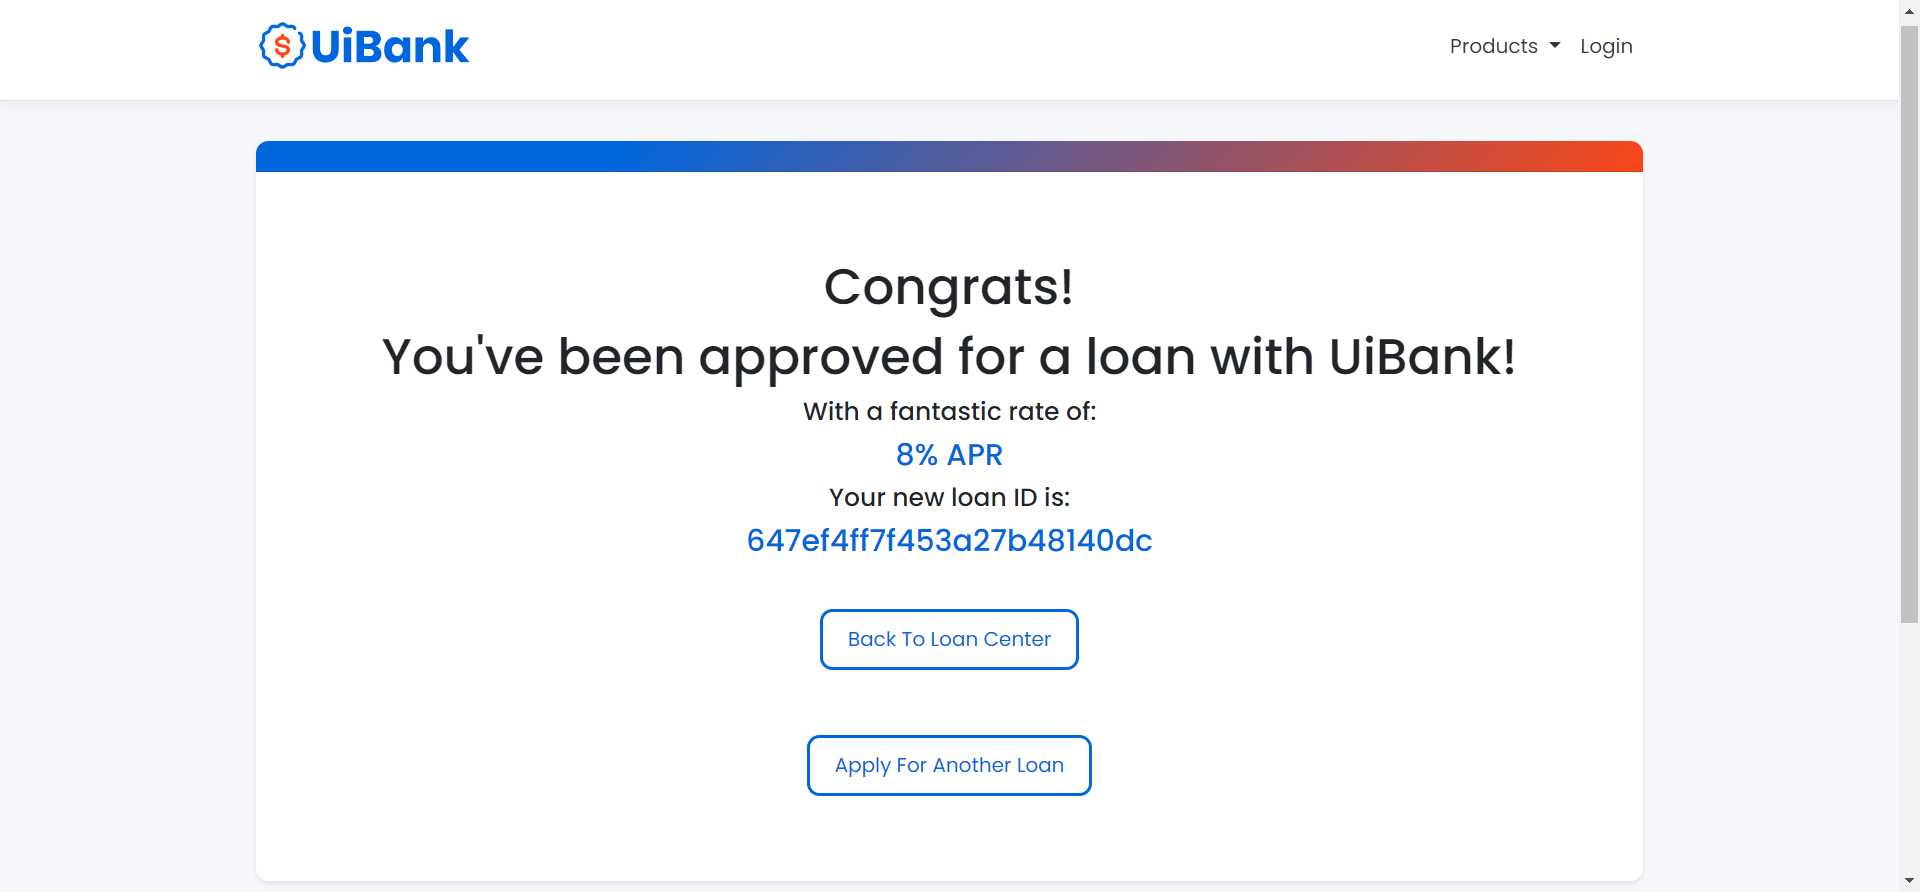 $ UiBank
Products
Login
Congrats!
You've been approved for a loan with UiBank!
With a fantastic rate of:
8% APR
Your new loan ID is:
647ef4ff7f453a27b48140dc
Back To Loan Center
Apply For Another Loan